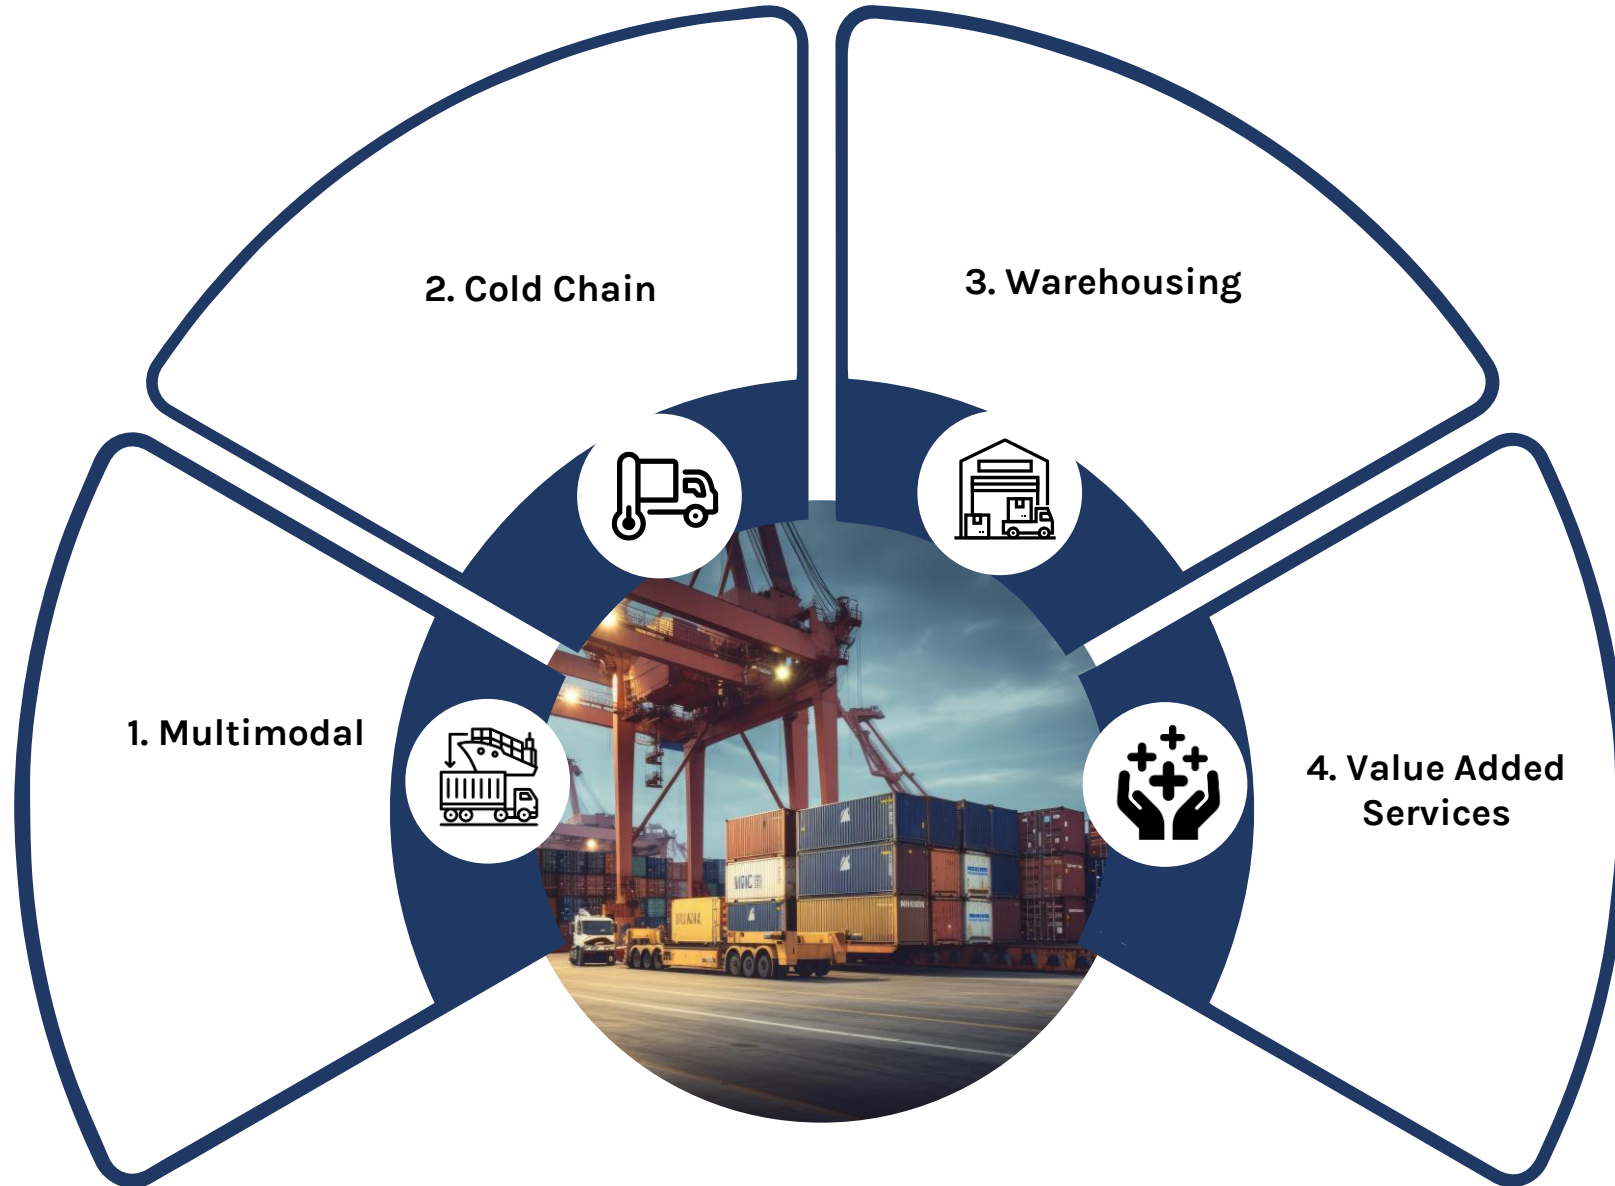 2. Cold Chain
3. Warehousing
1. Multimodal
4. Value Added
Services